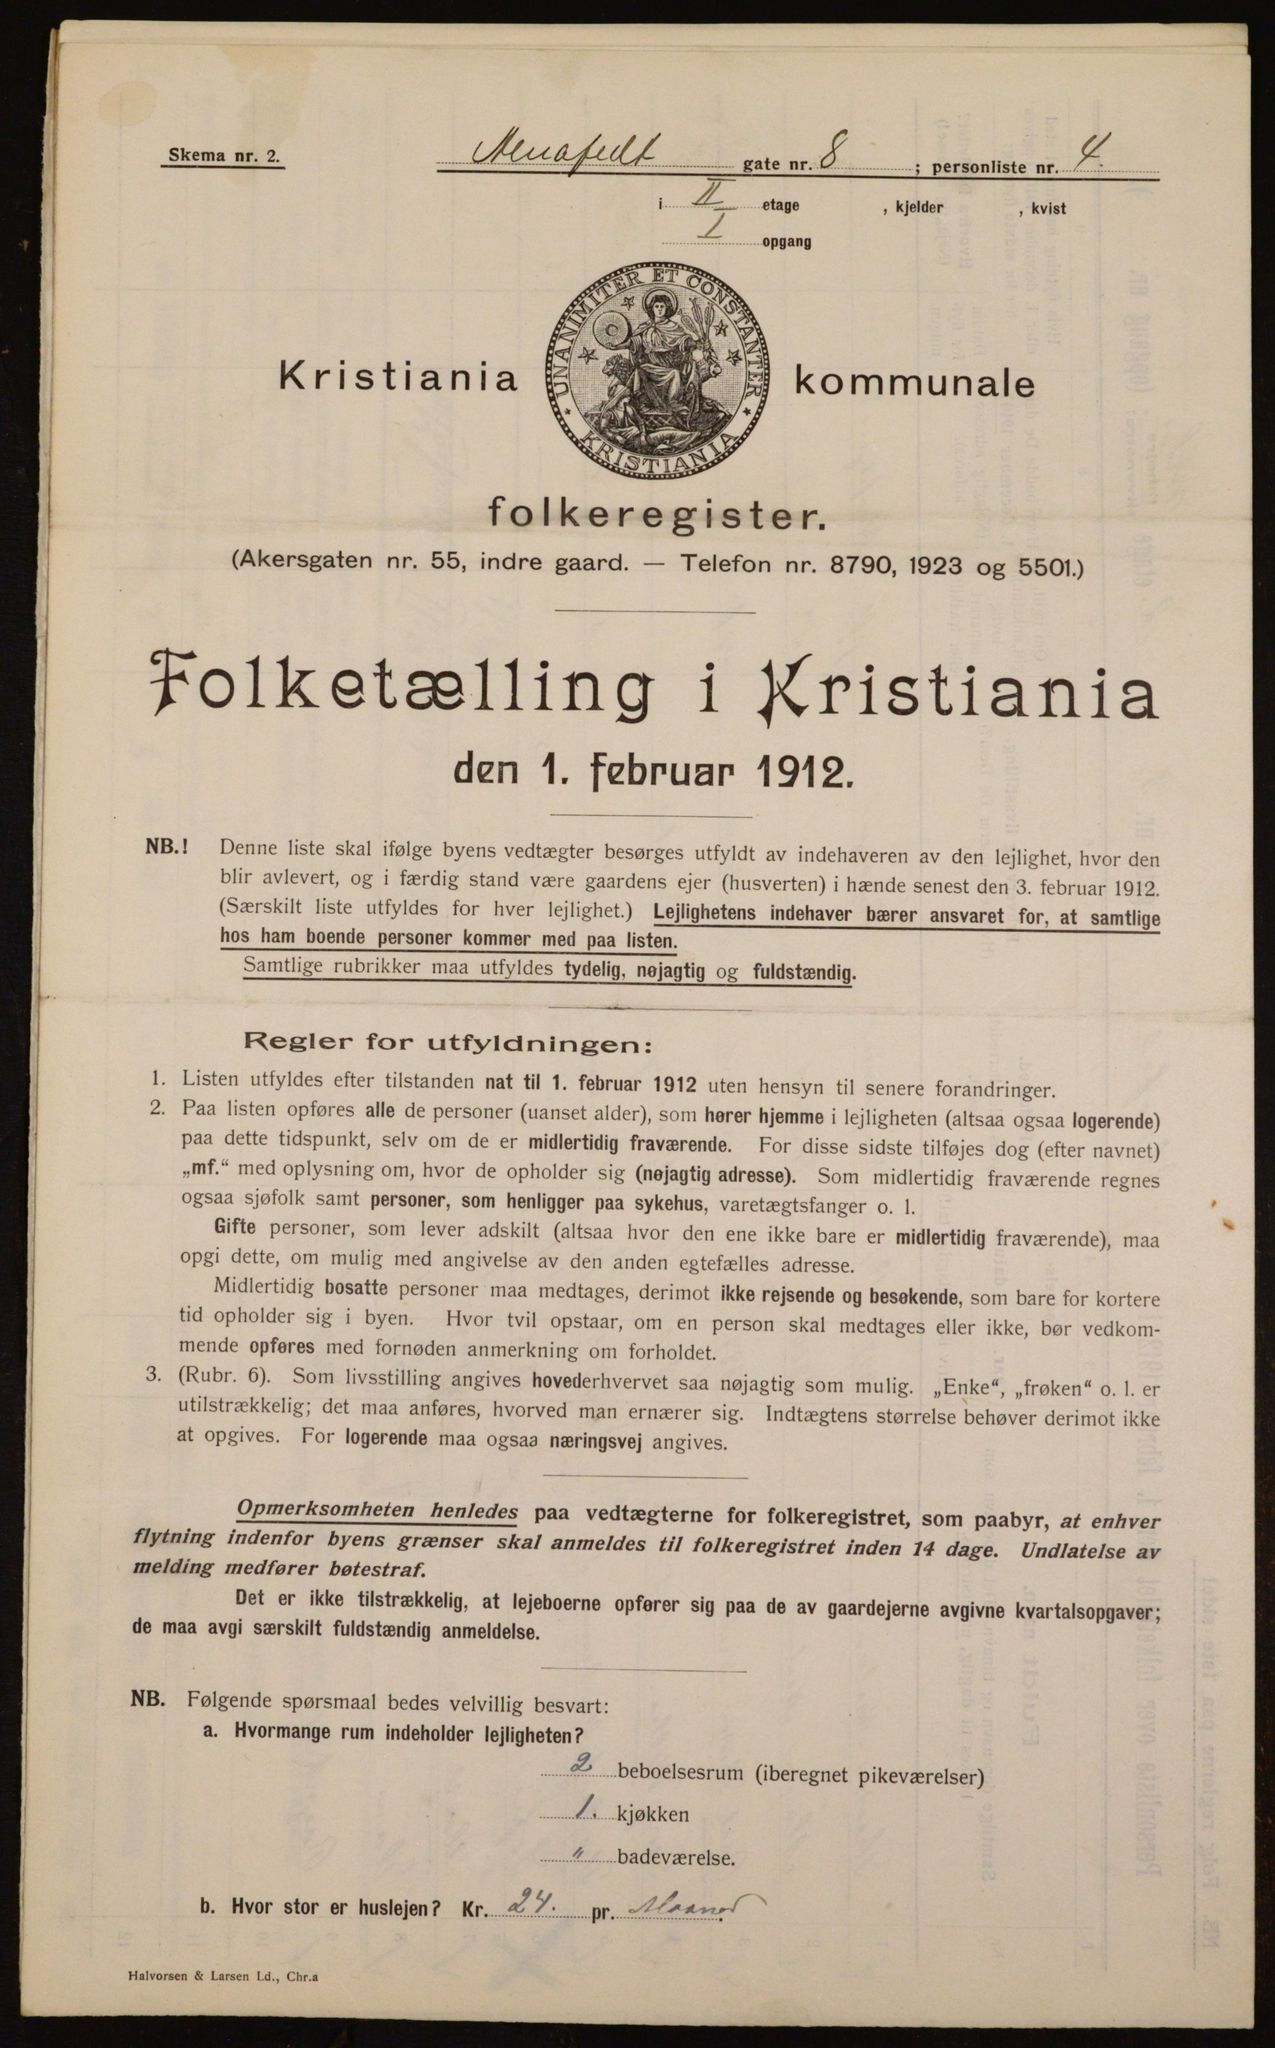 Skema nr. 2.
gate nr. 8 ; personliste nr. 4.
i II etage , kjelder , kvist
I opgang
UNANIMITER ET CONSTANTER
KRISTIANIA
Kristiania kommunale
folkeregister.
(Akersgaten nr. 55, indre gaard. — Telefon nr. 8790, 1923 og 5501.)
Folketælling i Kristiania
den 1. februar 1912.
NB.! Denne liste skal ifølge byens vedtægter besørges utfyldt av indehaveren av den lejlighet, hvor den
blir avlevert, og i færdig stand være gaardens ejer (husverten) i hænde senest den 3. februar 1912.
(Særskilt liste utfyldes for hver lejlighet.) Lejlighetens indehaver bærer ansvaret for, at samtlige
hos ham boende personer kommer med paa listen.
Samtlige rubrikker maa utfyldes tydelig, nøjagtig og fuldstændig.
Regler for utfyldningen:
1. Listen utfyldes efter tilstanden nat til 1. februar 1912 uten hensyn til senere forandringer.
2. Paa listen opføres alle de personer (uanset alder), som hører hjemme i lejligheten (altsaa ogsaa logerende)
paa dette tidspunkt, selv om de er midlertidig fraværende. For disse sidste tilføjes dog (efter navnet)
„mf.“ med oplysning om, hvor de opholder sig (nøjagtig adresse). Som midlertidig fraværende regnes
ogsaa sjøfolk samt personer, som henligger paa sykehus, varetægtsfanger o. l.
Gifte personer, som lever adskilt (altsaa hvor den ene ikke bare er midlertidig fraværende), maa
opgi dette, om mulig med angivelse av den anden egtefælles adresse.
Midlertidig bosatte personer maa medtages, derimot ikke rejsende og besøkende, som bare for kortere
tid opholder sig i byen. Hvor tvil opstaar, om en person skal medtages eller ikke, bør vedkom-
mende opføres med fornøden anmerkning om forholdet.
3. (Rubr. 6). Som livsstilling angives hovederhvervet saa nøjagtig som mulig. „Enke“, „frøken“ o. l. er
utilstrækkelig; det maa anføres, hvorved man ernærer sig. Indtægtens størrelse behøver derimot ikke
at opgives. For logerende maa ogsaa næringsvej angives.
Opmerksomheten henledes paa vedtægterne for folkeregistret, som paabyr, at enhver
flytning indenfor byens grænser skal anmeldes til folkeregistret inden 14 dage. Undlatelse av
melding medfører bøtestraf.
Det er ikke tilstrækkelig, at lejeboerne opfører sig paa de av gaardejerne avgivne kvartalsopgaver;
de maa avgi særskilt fuldstændig anmeldelse.
NB. Følgende spørsmaal bedes velvillig besvart:
a. Hvormange rum indeholder lejligheten?
2 beboelsesrum (iberegnet pikeværelser)
1. kjøkken
" badeværelse.
b. Hvor stor er huslejen? Kr. 24. pr. Maaned.
Halvorsen & Larsen Ld., Chr.a